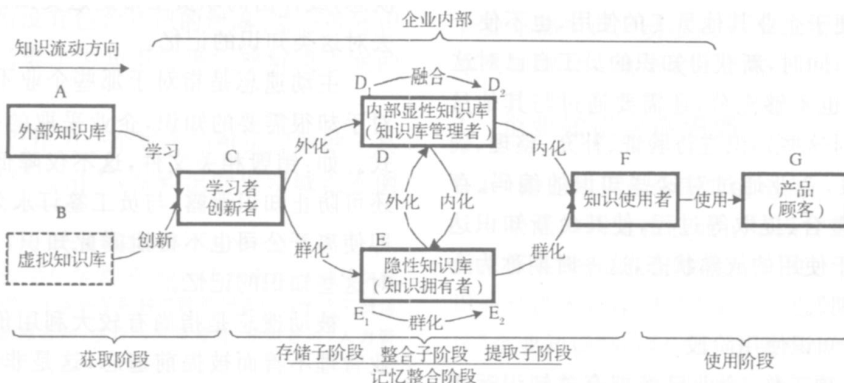 企业内部
知识流动方向
A
外部知识库
B
虚拟知识库
学习
创新
C
学习者
创新者
外化
群化
D₁ 融合 D₂
内部显性知识库
(知识库管理者)
D
外化
内化
E
隐性知识库
(知识拥有者)
E₁ 群化 E₂
内化
群化
F
知识使用者
使用
G
产品
(顾客)
获取阶段
存储子阶段 整合子阶段 提取子阶段
记忆整合阶段
使用阶段